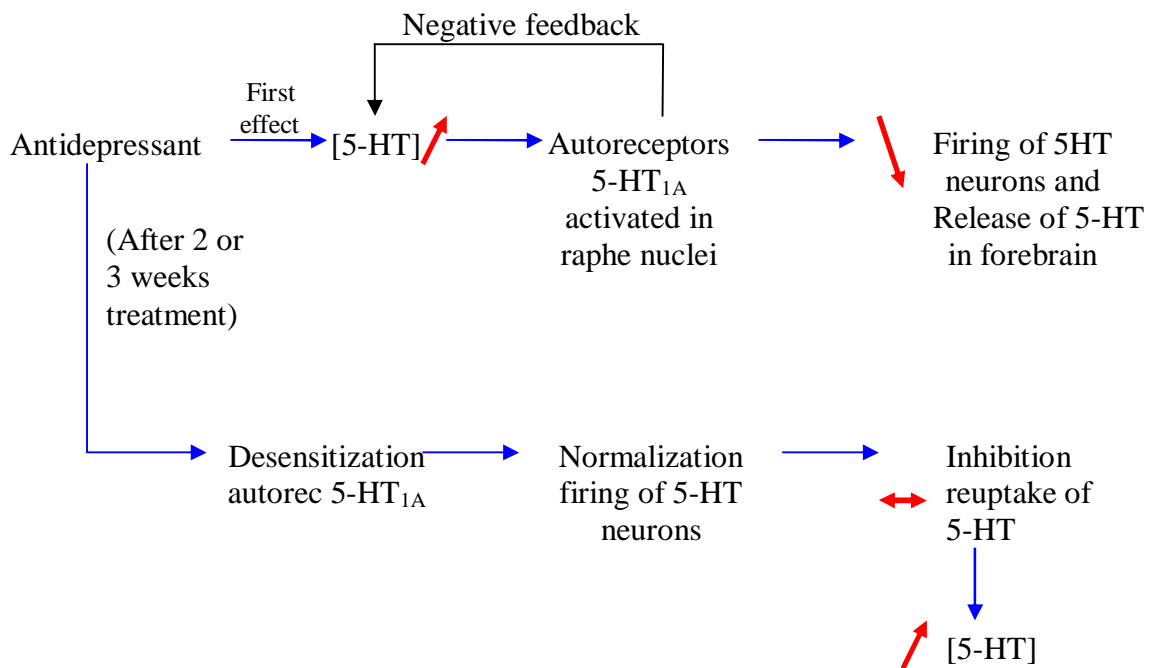 Negative feedback
First
effect
Antidepressant
[5-HT]
Autoreceptors
5-HT1A
activated in
raphe nuclei
Firing of 5HT
neurons and
Release of 5-HT
in forebrain
(After 2 or
3 weeks
treatment)
Desensitization
autorec 5-HT1A
Normalization
firing of 5-HT
neurons
Inhibition
reuptake of
5-HT
[5-HT]